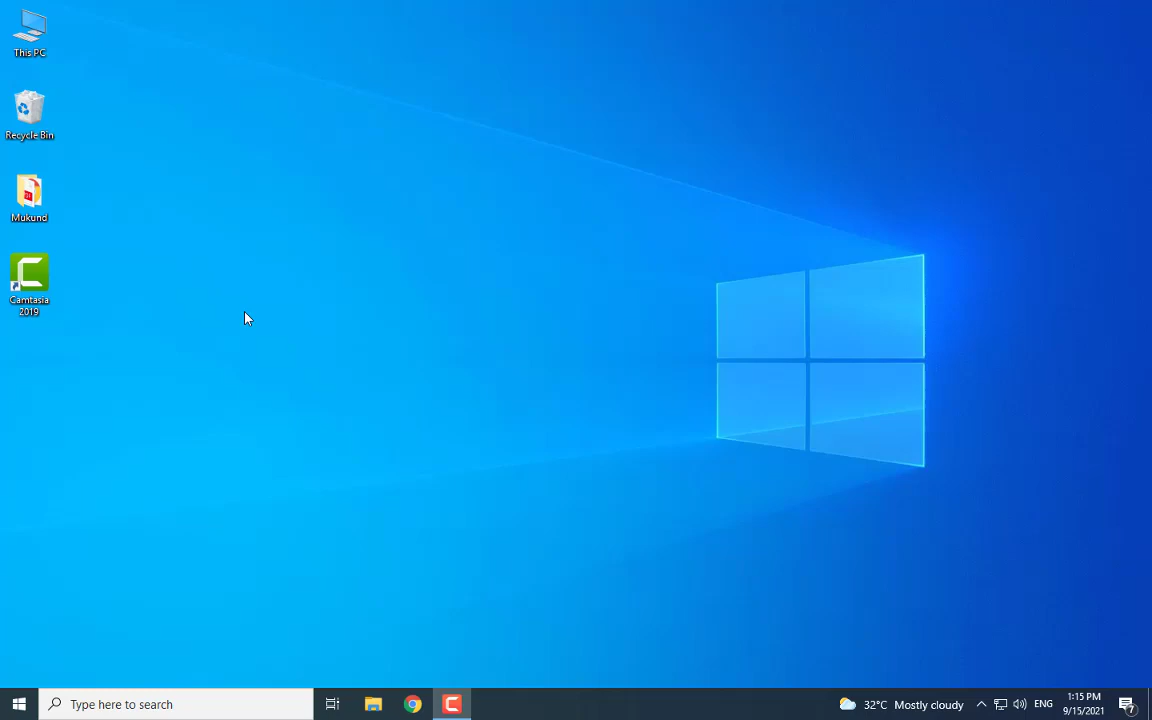 This PC
Recycle Bin
Mukund
Camtasia
2019
Type here to search
32°C Mostly cloudy
ENG
1:15 PM
9/15/2021
7